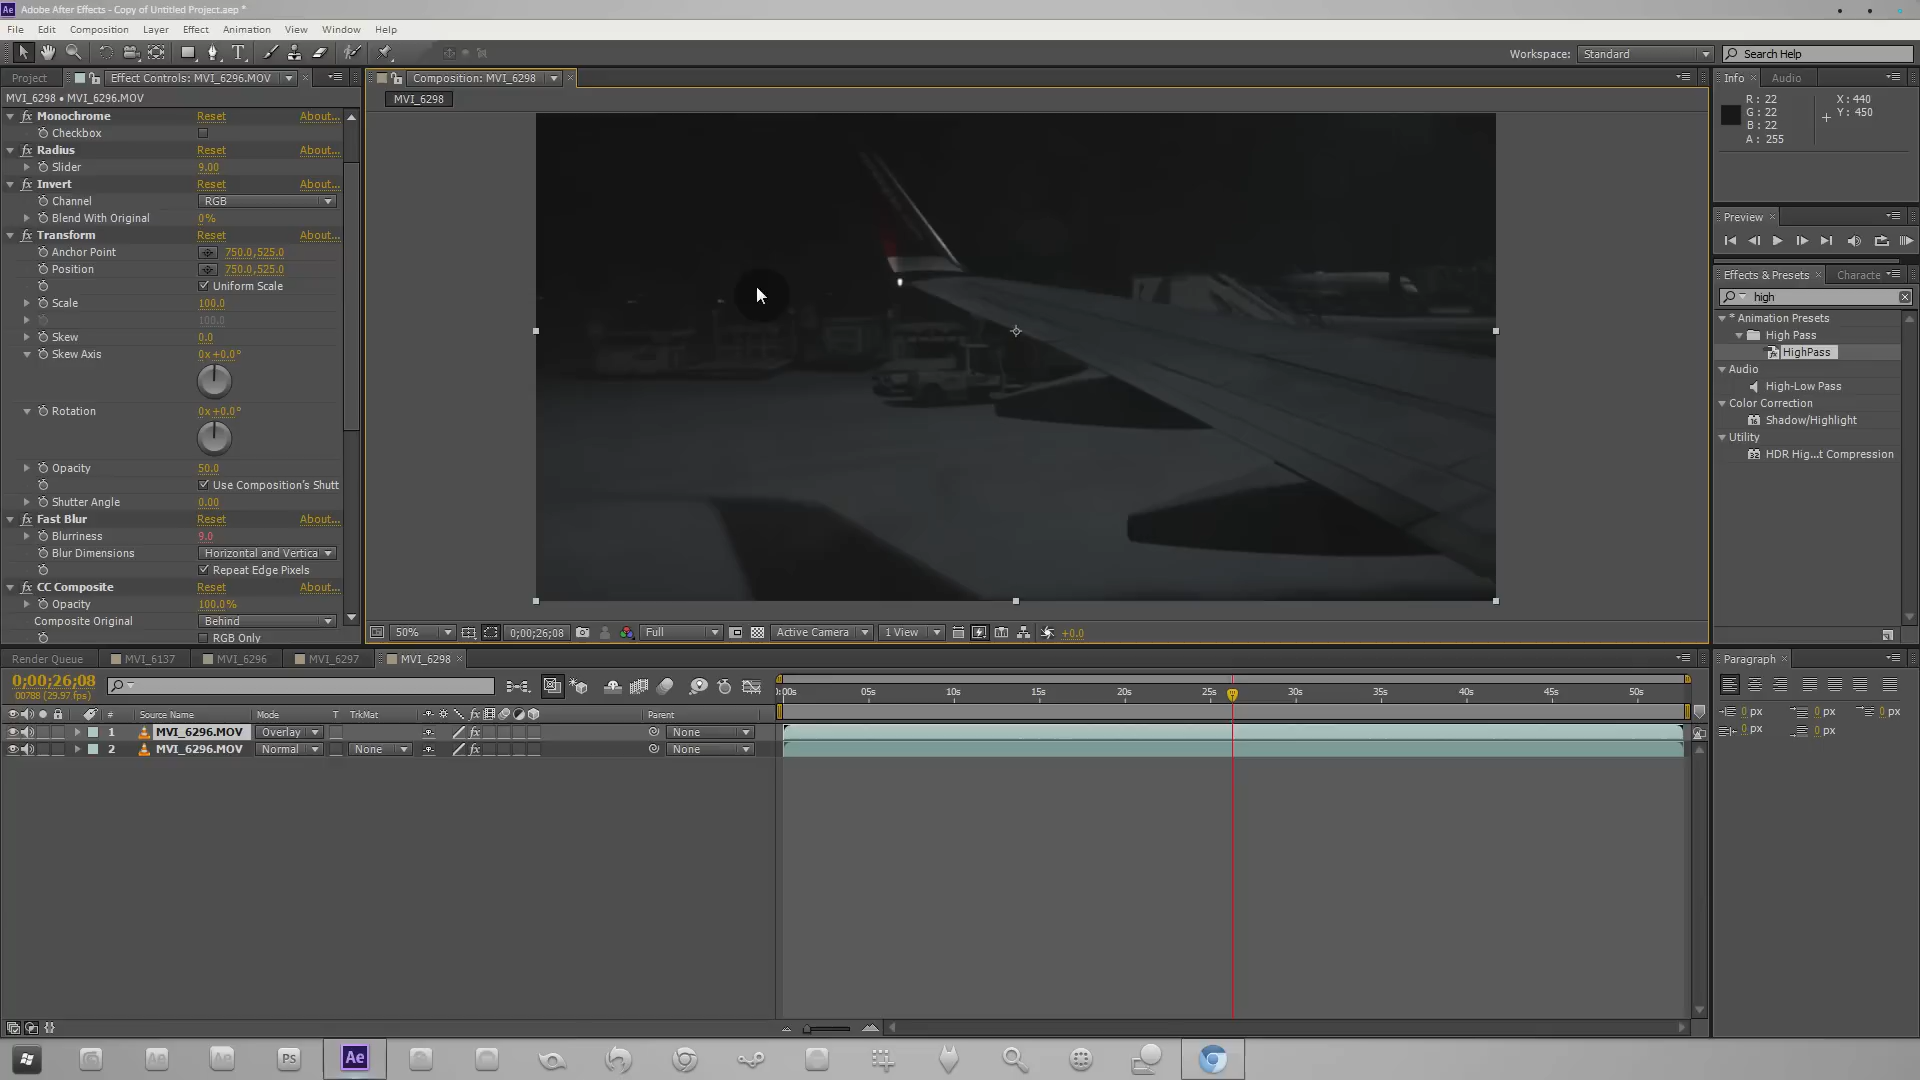 Adobe After Effects - Copy of Untitled Project.aep *
File Edit Composition Layer Effect Animation View Window Help
Workspace: Standard Search Help
Project Effect Controls: MVI_6296.MOV Composition: MVI_6298 Info Audio
MVI_6298 • MVI_6296.MOV MVI_6298
R: 22 X: 440
G: 22 Y: 450
B: 22
A: 255
Monochrome Reset About...
Checkbox
Radius Reset About...
Slider 9.00
Invert Reset About...
Channel RGB
Blend With Original 0%
Transform Reset About...
Anchor Point 750.0,525.0
Position 750.0,525.0
Uniform Scale
Scale 100.0
100.0
Skew 0.0
Skew Axis 0x+0.0°
Rotation 0x+0.0°
Opacity 50.0
Use Composition's Shutt
Shutter Angle 0.00
Fast Blur Reset About...
Blurriness 9.0
Blur Dimensions Horizontal and Vertica
Repeat Edge Pixels
CC Composite Reset About...
Opacity 100.0%
Composite Original Behind
RGB Only
50% 0;00;26;08 Full Active Camera 1 View +0.0
Preview
Effects & Presets Characte
high
* Animation Presets
High Pass
HighPass
Audio
High-Low Pass
Color Correction
Shadow/Highlight
Utility
HDR Hig...t Compression
Render Queue MVI_6137 MVI_6296 MVI_6297 MVI_6298
0;00;26;08
00788 (29.97 fps)
:00s 05s 10s 15s 20s 25s 30s 35s 40s 45s 50s
# Source Name Mode T TrkMat Parent
1 MVI_6296.MOV Overlay None
2 MVI_6296.MOV Normal None None
Paragraph
0 px 0 px 0 px
0 px 0 px
Ae Ae Ps Ae